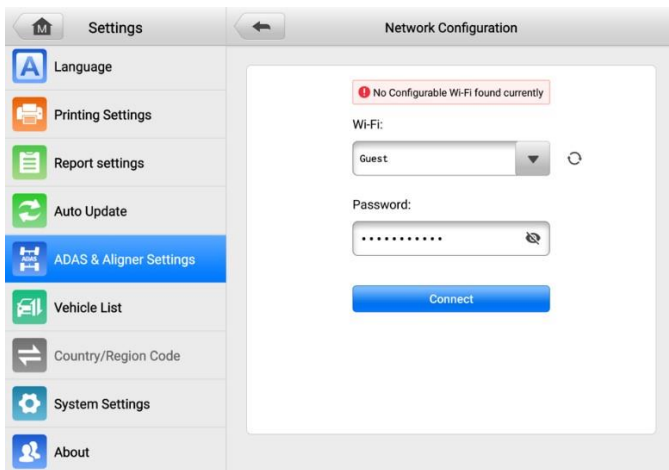 M
Settings
Network Configuration
A
Language
Printing Settings
Report settings
Auto Update
ADAS
ADAS & Aligner Settings
Vehicle List
Country/Region Code
System Settings
About
No Configurable Wi-Fi found currently
Wi-Fi:
Guest
Password:
•••••••••••
Connect